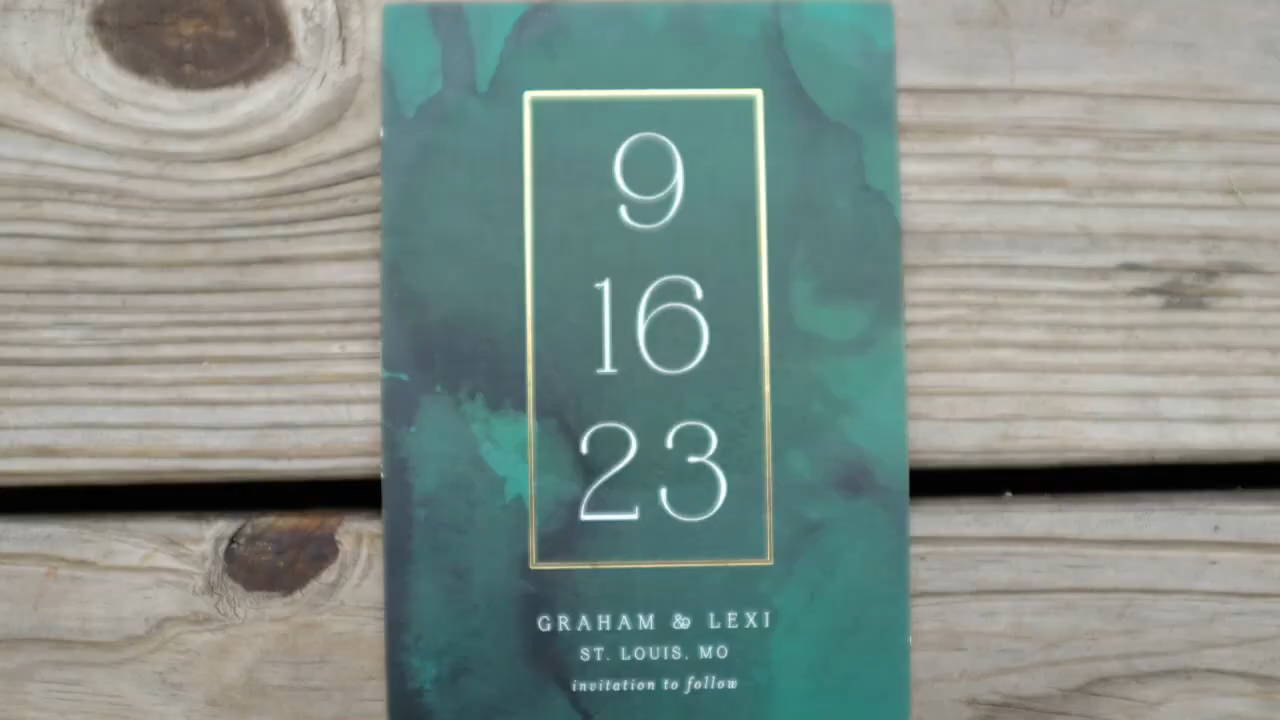 9
16
23
GRAHAM & LEXI
ST. LOUIS, MO
invitation to follow